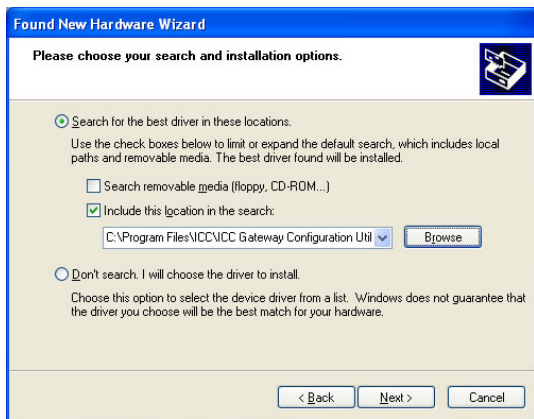 Found New Hardware Wizard
Please choose your search and installation options.
Search for the best driver in these locations.
Use the check boxes below to limit or expand the default search, which includes local
paths and removable media. The best driver found will be installed.
Search removable media (floppy, CD-ROM...)
Include this location in the search:
C:\Program Files\ICC\ICC Gateway Configuration Util
Browse
Don't search. I will choose the driver to install.
Choose this option to select the device driver from a list. Windows does not guarantee that
the driver you choose will be the best match for your hardware.
< Back Next > Cancel